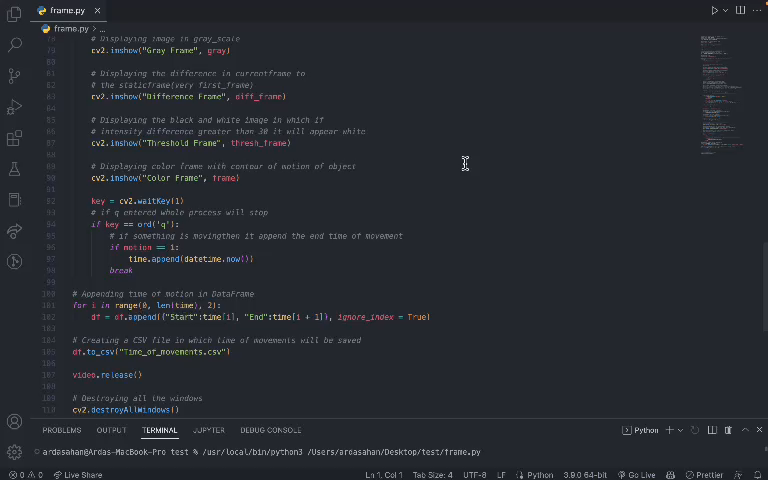 frame.py
frame.py > ...
78 # Displaying image in gray_scale
79 cv2.imshow("Gray Frame", gray)
80
81 # Displaying the difference in currentframe to
82 # the staticframe(very first_frame)
83 cv2.imshow("Difference Frame", diff_frame)
84
85 # Displaying the black and white image in which if
86 # intensity difference greater than 30 it will appear white
87 cv2.imshow("Threshold Frame", thresh_frame)
88
89 # Displaying color frame with contour of motion of object
90 cv2.imshow("Color Frame", frame)
91
92 key = cv2.waitKey(1)
93 # if q entered whole process will stop
94 if key == ord('q'):
95 # if something is movingthen it append the end time of movement
96 if motion == 1:
97 time.append(datetime.now())
98 break
99
100 # Appending time of motion in DataFrame
101 for i in range(0, len(time), 2):
102 df = df.append({"Start":time[i], "End":time[i + 1]}, ignore_index = True)
103
104 # Creating a CSV file in which time of movements will be saved
105 df.to_csv("Time_of_movements.csv")
106
107 video.release()
108
109 # Destroying all the windows
110 cv2.destroyAllWindows()
PROBLEMS OUTPUT TERMINAL JUPYTER DEBUG CONSOLE Python
ardasahan@Ardas-MacBook-Pro test % /usr/local/bin/python3 /Users/ardasahan/Desktop/test/frame.py
0 0 Live Share Ln 1, Col 1 Tab Size: 4 UTF-8 LF Python 3.9.0 64-bit Go Live Prettier